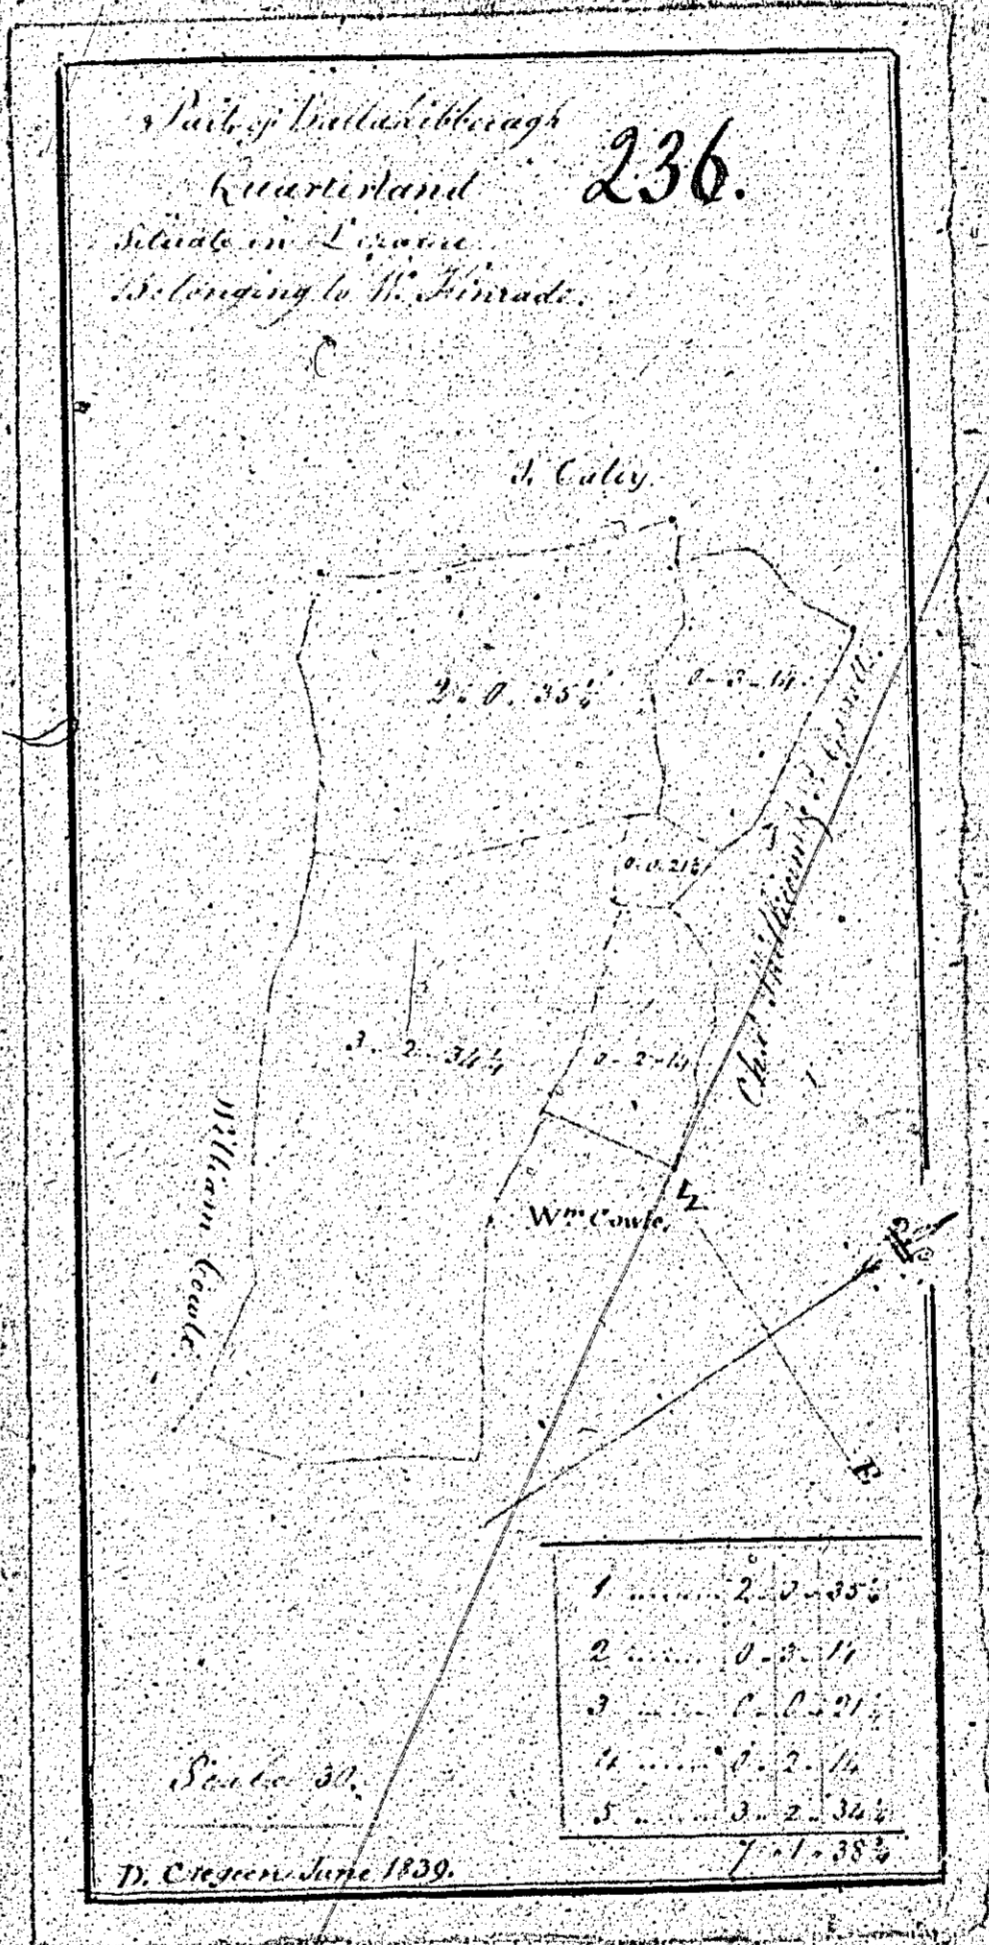 Part of Ballakibberagh
236.
Quarterland
Situate in Lezayre
Belonging to W. Kinrade.
J. Caley
2. 0. 35¼
0 - 3 - 14
0. 0. 21¼
3 - 2 - 34¼
0 - 2 - 14
William Cowle
Wm. Cowle.
E
1 ........ 2 - 0 - 35¼
2 ........ 0 - 3 - 14
3 ........ 0 - 0 - 21¼
4 ........ 0 - 2 - 14
5 ........ 3 - 2 - 34¼
7 - 1 - 38¾
Scale 30.
D. Cregeen June 1839.